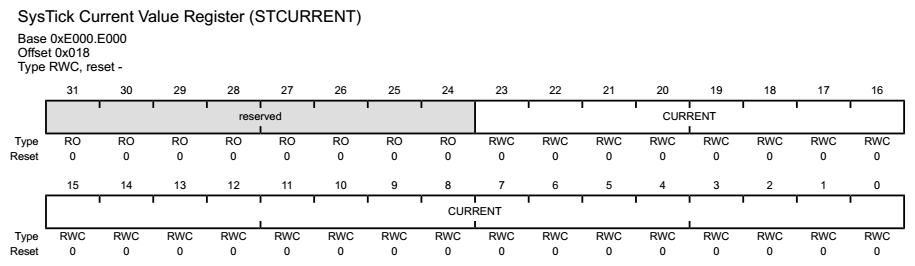 SysTick Current Value Register (STCURRENT)
Base 0xE000.E000
Offset 0x018
Type RWC, reset -
31 30 29 28 27 26 25 24 23 22 21 20 19 18 17 16
reserved CURRENT
Type RO RO RO RO RO RO RO RO RWC RWC RWC RWC RWC RWC RWC RWC
Reset 0 0 0 0 0 0 0 0 0 0 0 0 0 0 0 0
15 14 13 12 11 10 9 8 7 6 5 4 3 2 1 0
CURRENT
Type RWC RWC RWC RWC RWC RWC RWC RWC RWC RWC RWC RWC RWC RWC RWC RWC
Reset 0 0 0 0 0 0 0 0 0 0 0 0 0 0 0 0